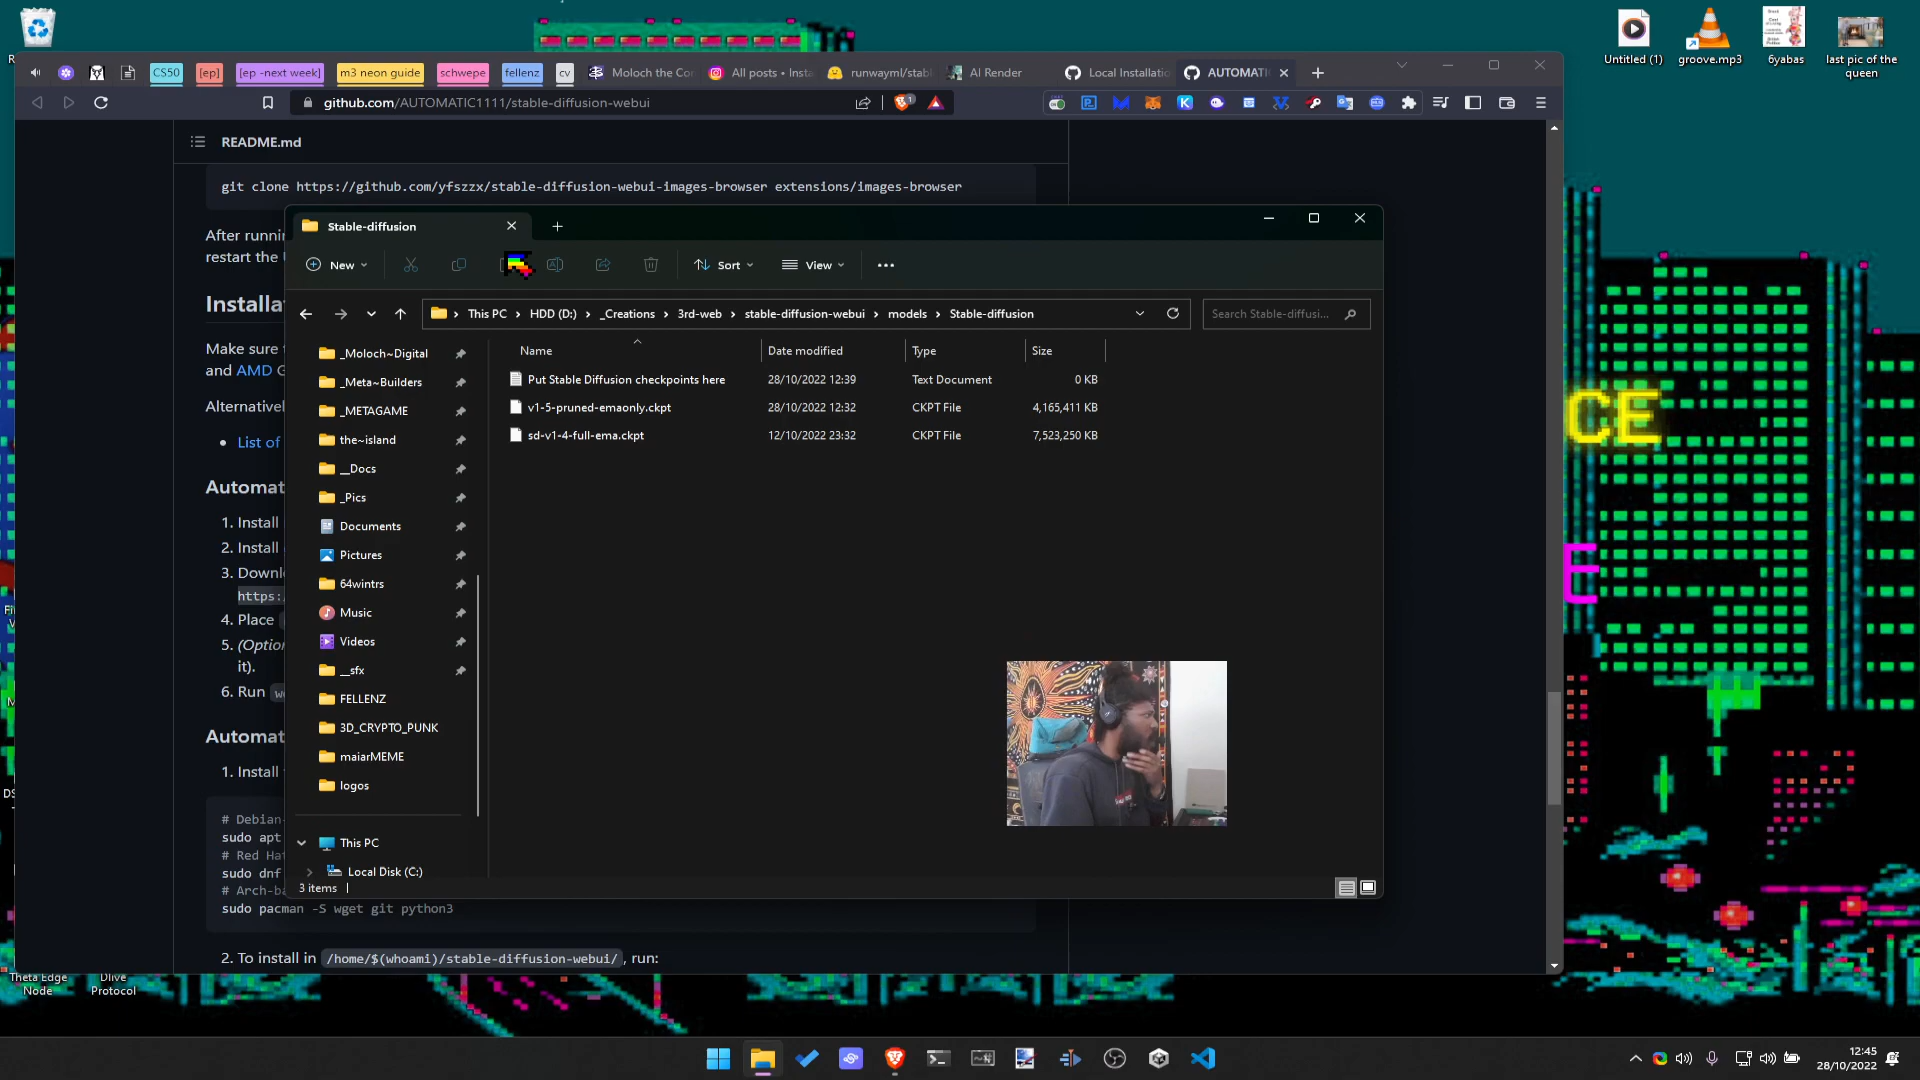 Untitled (1)
groove.mp3
6yabas
last pic of the
queen
CS50
[ep]
[ep -next week]
m3 neon guide
schwepe
fellenz
cv
Moloch the Co
All posts • Inst
runwayml/stabl
AI Render
Local Installatio
AUTOMATI
github.com/AUTOMATIC1111/stable-diffusion-webui
README.md
git clone https://github.com/yfszzx/stable-diffusion-webui-images-browser extensions/images-browser
After runni
restart the
Installa
Make sure
and AMD G
Alternativel
List of
Automat
1. Install
2. Install
3. Downl
https:
4. Place
5. (Option
it).
6. Run
Automat
1. Install
# Debian-
sudo apt
# Red Hat
sudo dnf
# Arch-ba
sudo pacman -S wget git python3
2. To install in /home/$(whoami)/stable-diffusion-webui/, run:
Stable-diffusion
New
Sort
View
This PC
HDD (D:)
_Creations
3rd-web
stable-diffusion-webui
models
Stable-diffusion
Search Stable-diffusi...
Name
Date modified
Type
Size
Put Stable Diffusion checkpoints here
28/10/2022 12:39
Text Document
0 KB
v1-5-pruned-emaonly.ckpt
28/10/2022 12:32
CKPT File
4,165,411 KB
sd-v1-4-full-ema.ckpt
12/10/2022 23:32
CKPT File
7,523,250 KB
_Moloch~Digital
_Meta~Builders
_METAGAME
the~island
__Docs
_Pics
Documents
Pictures
64wintrs
Music
Videos
__sfx
FELLENZ
3D_CRYPTO_PUNK
maiarMEME
logos
This PC
Local Disk (C:)
3 items
CE
E
Theta Edge
Node
Dlive
Protocol
12:45
28/10/2022